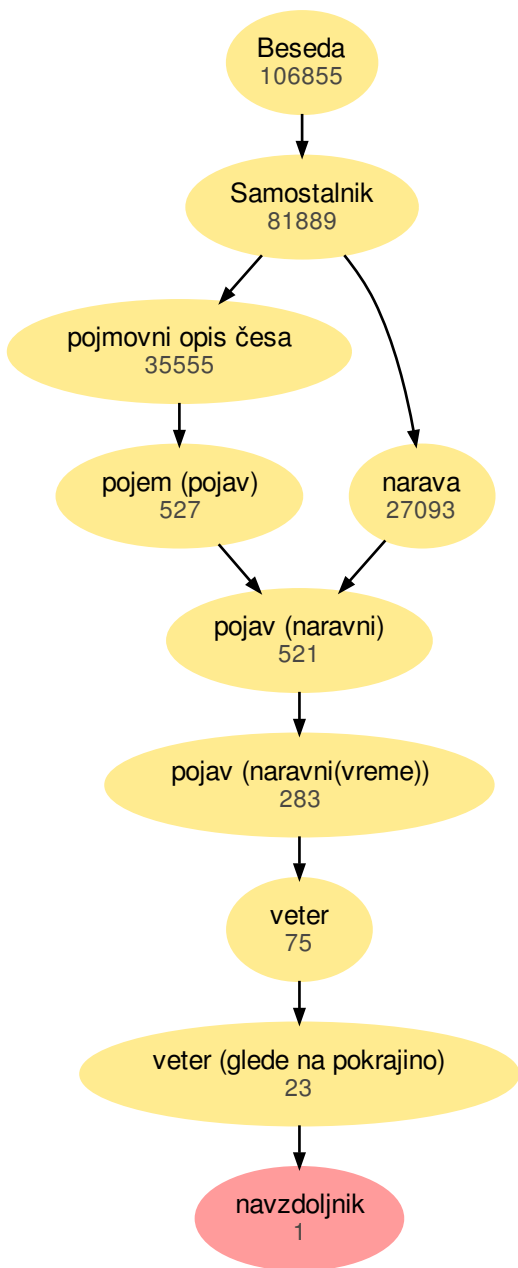 Beseda
106855
Samostalnik
81889
pojmovni opis česa
35555
pojem (pojav)
527
narava
27093
pojav (naravni)
521
pojav (naravni(vreme))
283
veter
75
veter (glede na pokrajino)
23
navzdoljnik
1